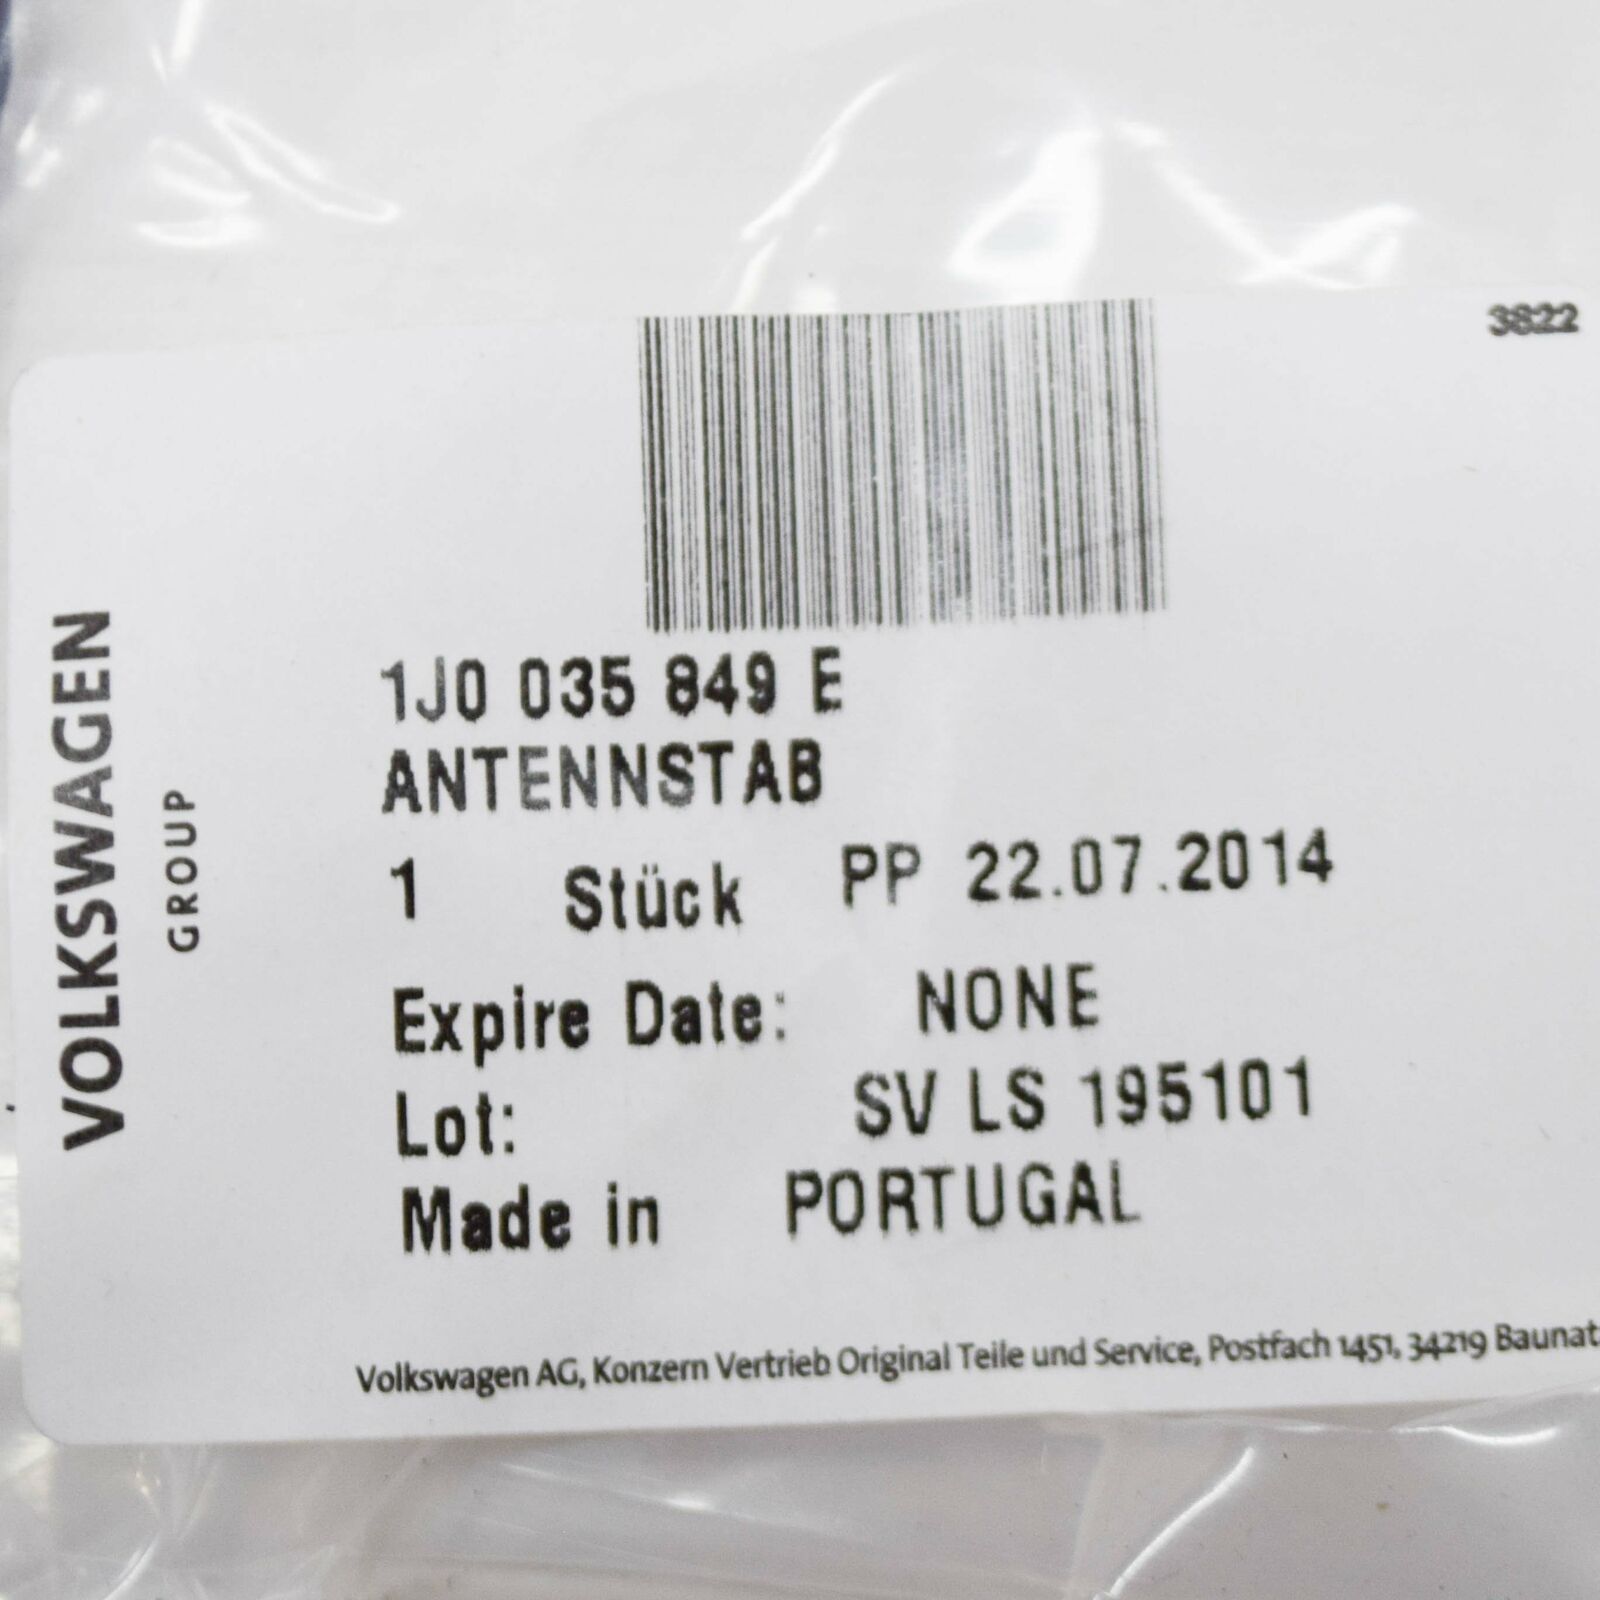 3822
VOLKSWAGEN
GROUP
1J0 035 849 E
ANTENNSTAB
1 Stück PP 22.07.2014
Expire Date: NONE
Lot: SV LS 195101
Made in PORTUGAL
Volkswagen AG, Konzern Vertrieb Original Teile und Service, Postfach 1451, 34219 Baunat